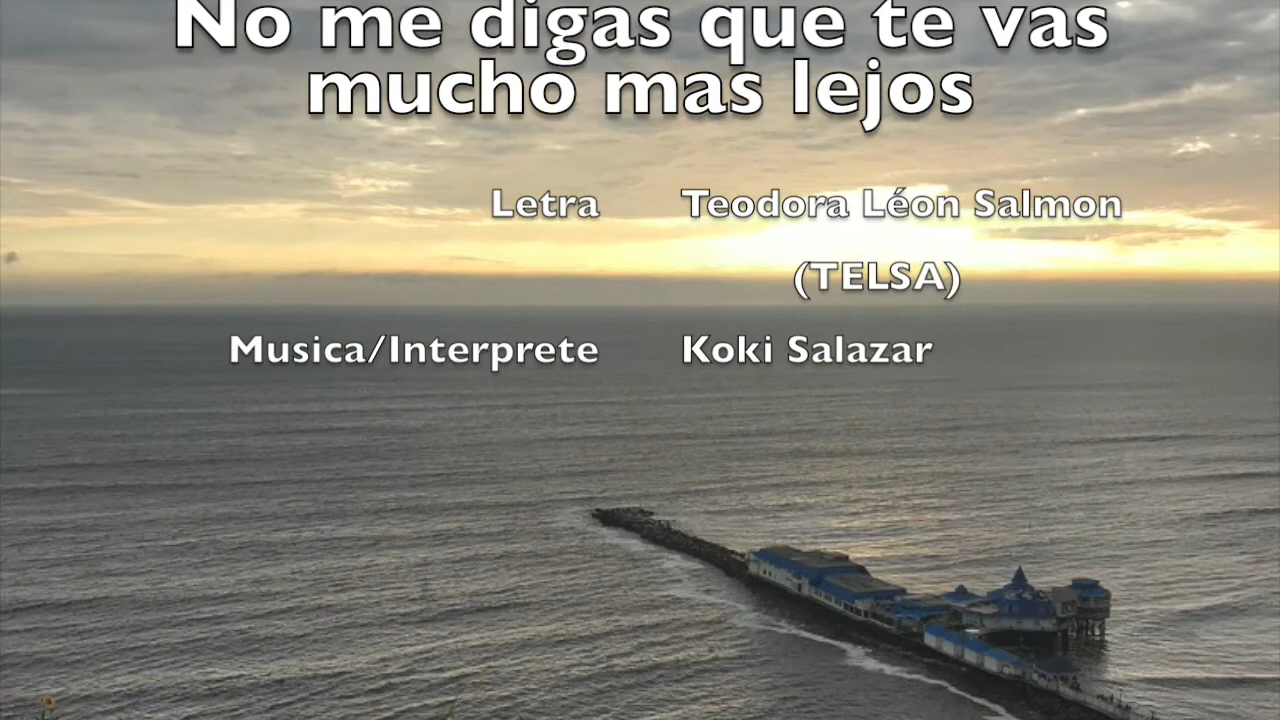 No me digas que te vas
mucho mas lejos
Letra Teodora Léon Salmon
(TELSA)
Musica/Interprete Koki Salazar